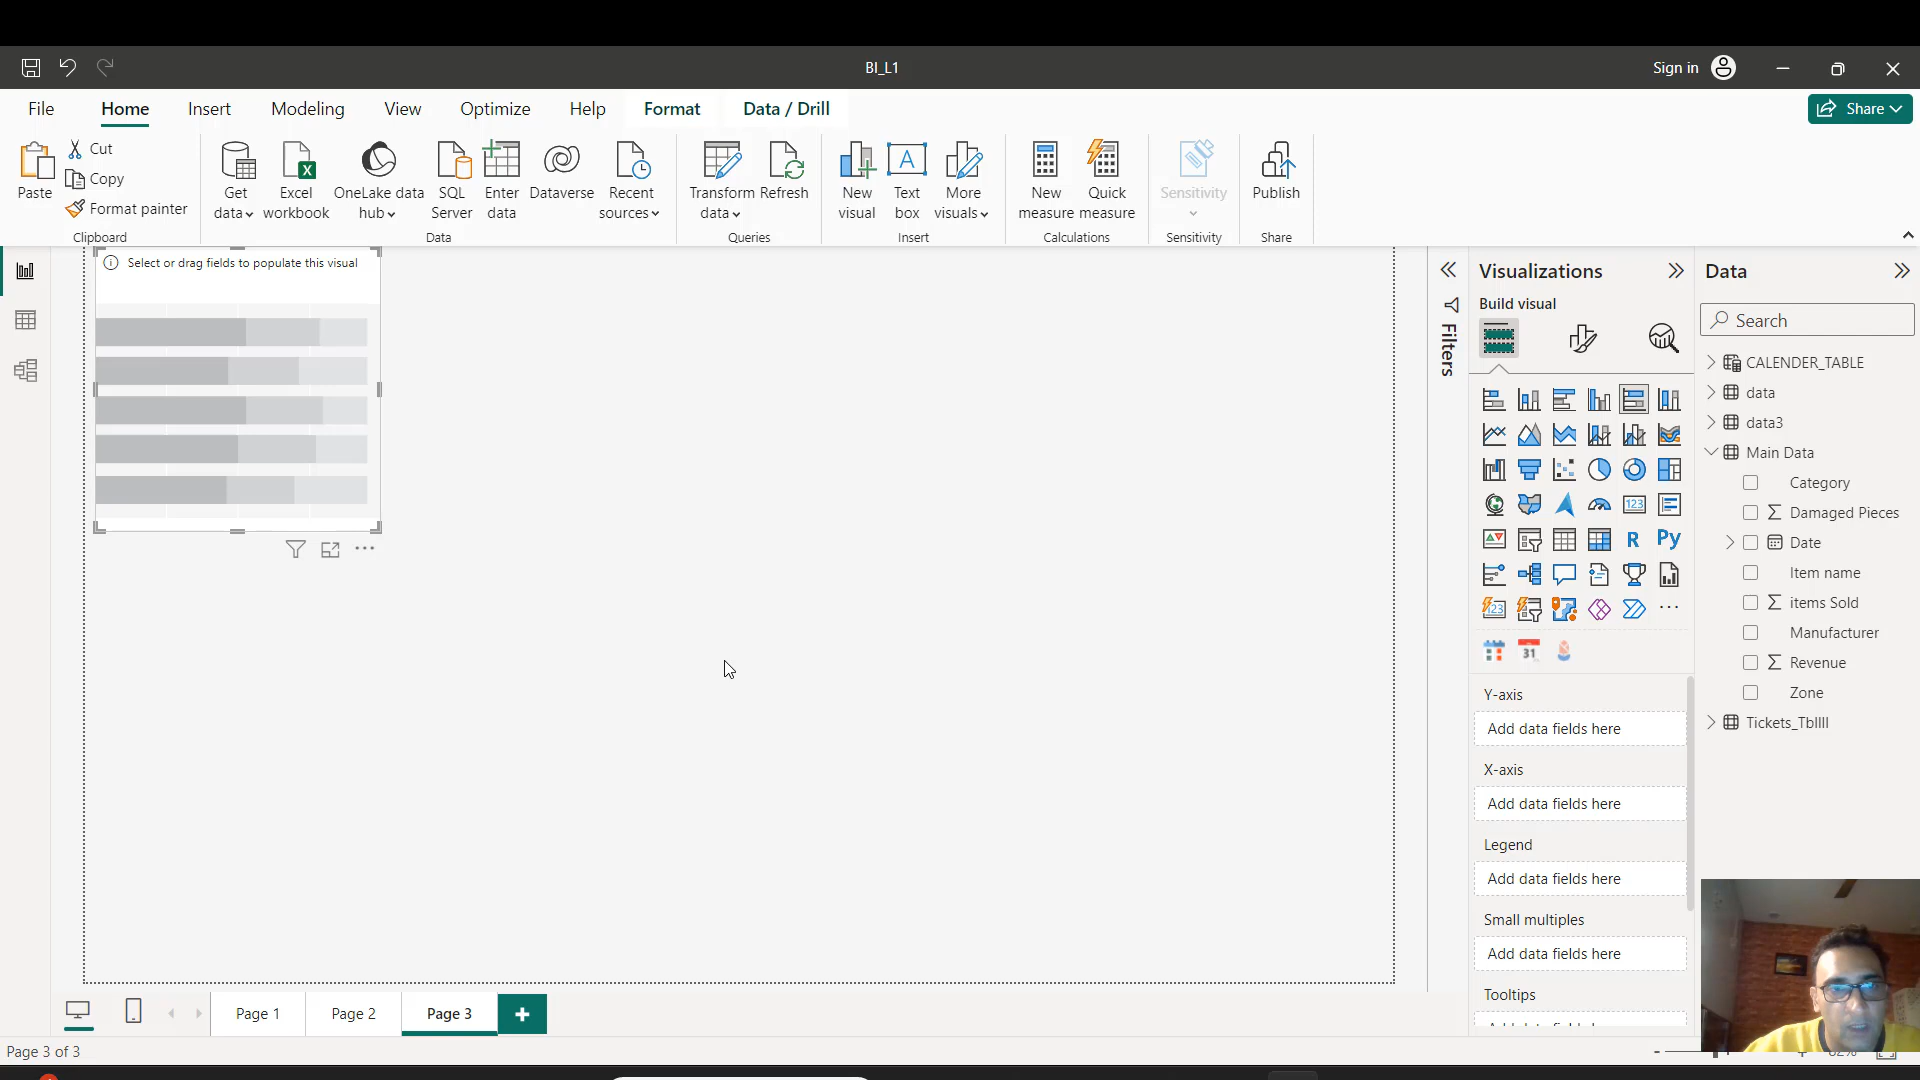 BI_L1
Sign in
File
Home
Insert
Modeling
View
Optimize
Help
Format
Data / Drill
Share
Paste
Cut
Copy
Format painter
Clipboard
Get data
Excel workbook
OneLake data hub
SQL Server
Enter data
Dataverse
Recent sources
Data
Transform data
Refresh
Queries
New visual
A
Text box
More visuals
Insert
New measure
Quick measure
Calculations
Sensitivity
Sensitivity
Publish
Share
Select or drag fields to populate this visual
Filters
Visualizations
Build visual
123
R
Py
123
31
Y-axis
Add data fields here
X-axis
Add data fields here
Legend
Add data fields here
Small multiples
Add data fields here
Tooltips
Data
Search
CALENDER_TABLE
data
data3
Main Data
Category
Damaged Pieces
Date
Item name
items Sold
Manufacturer
Revenue
Zone
Tickets_Tbllll
Page 1
Page 2
Page 3
Page 3 of 3